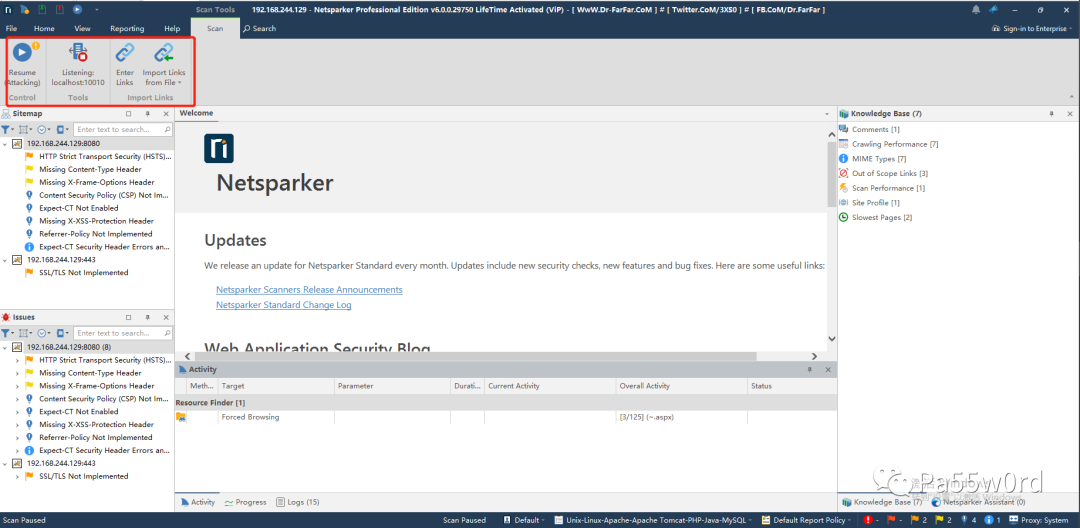 Scan Tools
192.168.244.129 - Netsparker Professional Edition v6.0.0.29750 LifeTime Activated (ViP) - [ WwW.Dr-FarFar.CoM ] # [ Twitter.CoM/3XS0 ] # [ FB.CoM/Dr.FarFar ]
File Home View Reporting Help Scan Search
Sign-in to Enterprise
Resume (Attacking)
Listening: localhost:10010
Enter Links
Import Links from File
Control Tools Import Links
Sitemap
Enter text to search...
192.168.244.129:8080
HTTP Strict Transport Security (HSTS)...
Missing Content-Type Header
Missing X-Frame-Options Header
Content Security Policy (CSP) Not Im...
Expect-CT Not Enabled
Missing X-XSS-Protection Header
Referrer-Policy Not Implemented
Expect-CT Security Header Errors an...
192.168.244.129:443
SSL/TLS Not Implemented
Issues
Enter text to search...
192.168.244.129:8080 (8)
HTTP Strict Transport Security (HSTS)...
Missing Content-Type Header
Missing X-Frame-Options Header
Content Security Policy (CSP) Not Im...
Expect-CT Not Enabled
Missing X-XSS-Protection Header
Referrer-Policy Not Implemented
Expect-CT Security Header Errors an...
192.168.244.129:443
SSL/TLS Not Implemented
Welcome
Netsparker
Updates
We release an update for Netsparker Standard every month. Updates include new security checks, new features and bug fixes. Here are some useful links:
Netsparker Scanners Release Announcements
Netsparker Standard Change Log
Web Application Security Blog
Activity
Meth... Target Parameter Durati... Current Activity Overall Activity Status
Resource Finder [1]
Forced Browsing [3/125] (~.aspx)
Activity Progress Logs (15)
Knowledge Base (7)
Comments [1]
Crawling Performance [7]
MIME Types [7]
Out of Scope Links [3]
Scan Performance [1]
Site Profile [1]
Slowest Pages [2]
Pa55w0rd
Knowledge Base (7) Netsparker Assistant (0)
Scan Paused
Scan Paused Default Unix-Linux-Apache-Apache Tomcat-PHP-Java-MySQL Default Report Policy - - 2 2 4 1 Proxy: System